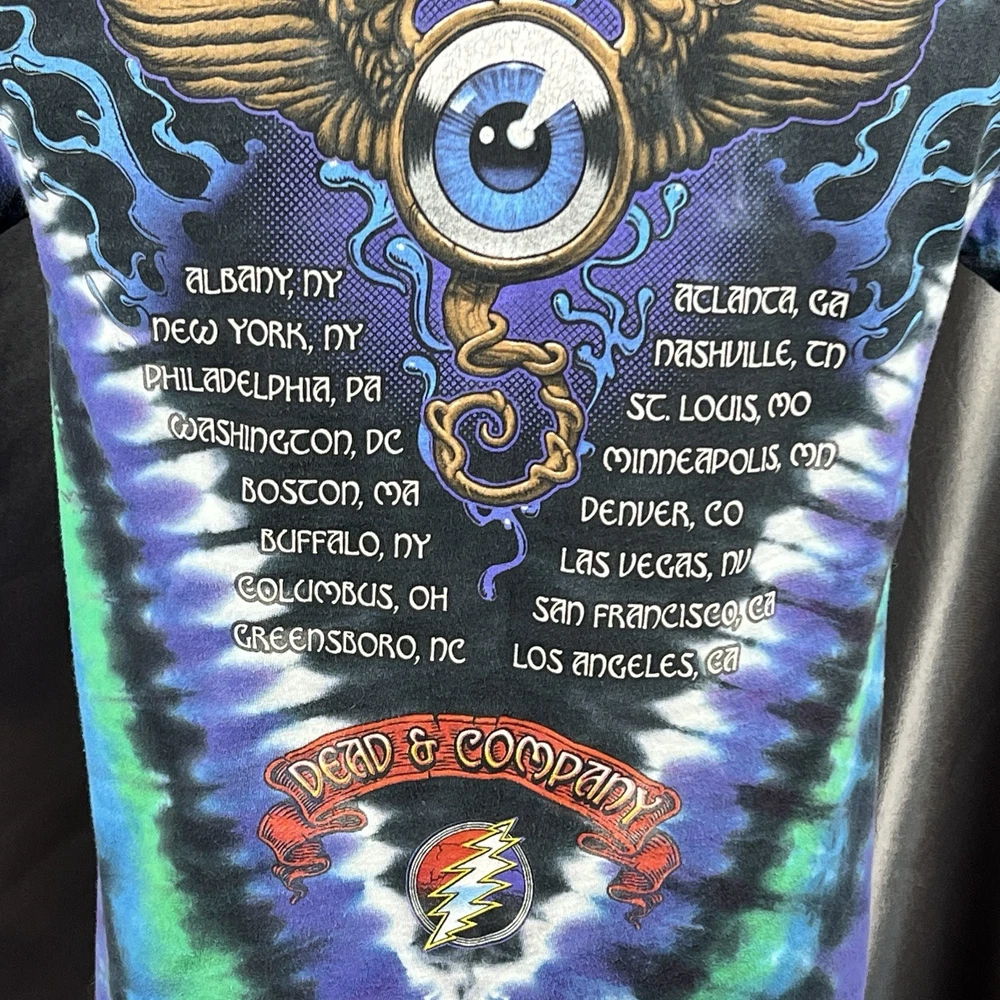 ALBANY, NY
NEW YORK, NY
PHILADELPHIA, PA
WASHINGTON, DC
BOSTON, MA
BUFFALO, NY
COLUMBUS, OH
GREENSBORO, NC
ATLANTA, GA
NASHVILLE, TN
ST. LOUIS, MO
MINNEAPOLIS, MN
DENVER, CO
LAS VEGAS, NV
SAN FRANCISCO, CA
LOS ANGELES, CA
DEAD & COMPANY